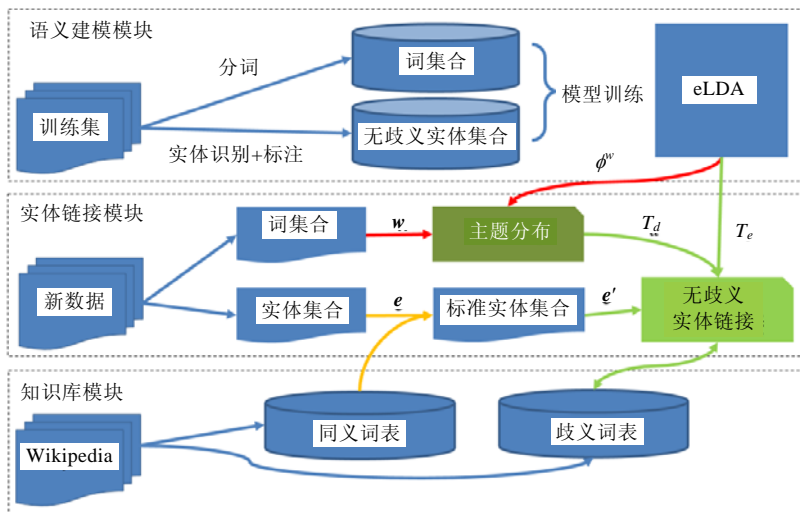 语义建模模块
分词
词集合
eLDA
模型训练
训练集
无歧义实体集合
实体识别+标注
ϕʷ
实体链接模块
词集合
w
主题分布
T_d
T_e
新数据
实体集合
e
标准实体集合
e′
无歧义
实体链接
知识库模块
Wikipedia
同义词表
歧义词表